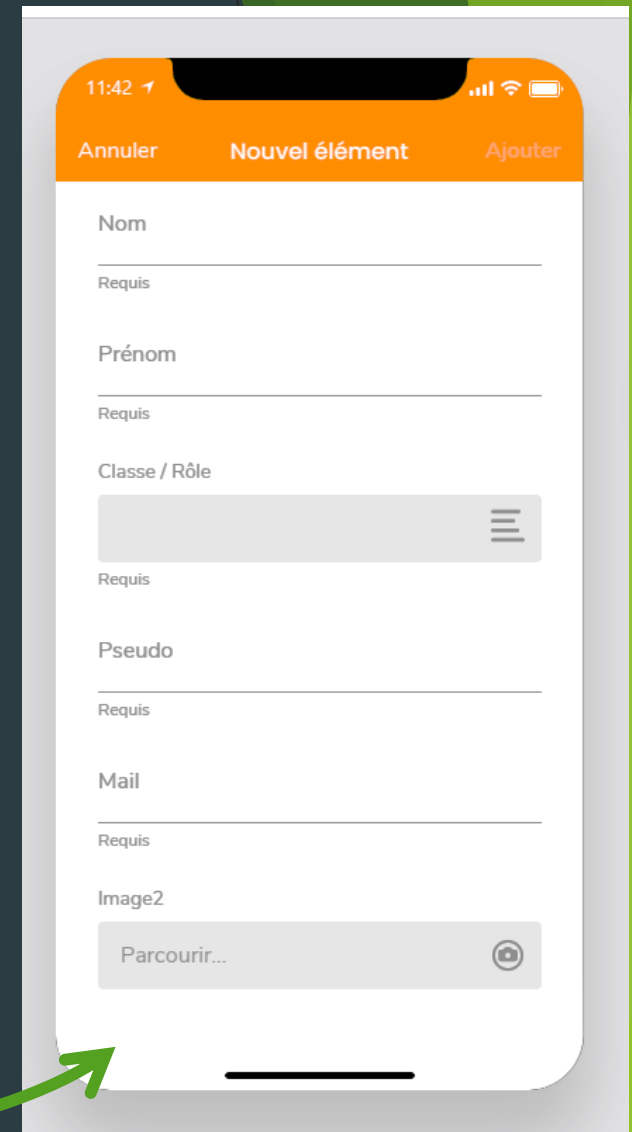 11:42
Annuler Nouvel élément Ajouter
Nom
Requis
Prénom
Requis
Classe / Rôle
Requis
Pseudo
Requis
Mail
Requis
Image2
Parcourir...